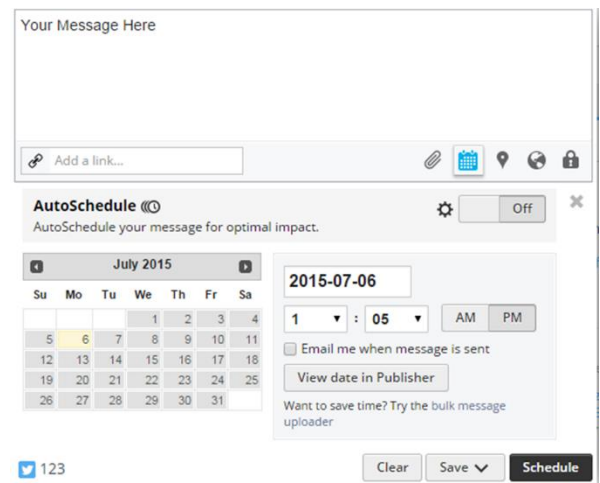 Your Message Here
Add a link...
AutoSchedule
Off
AutoSchedule your message for optimal impact.
July 2015
Su Mo Tu We Th Fr Sa
1 2 3 4
5 6 7 8 9 10 11
12 13 14 15 16 17 18
19 20 21 22 23 24 25
26 27 28 29 30 31
2015-07-06
1 : 05 AM PM
Email me when message is sent
View date in Publisher
Want to save time? Try the bulk message
uploader
123
Clear Save Schedule